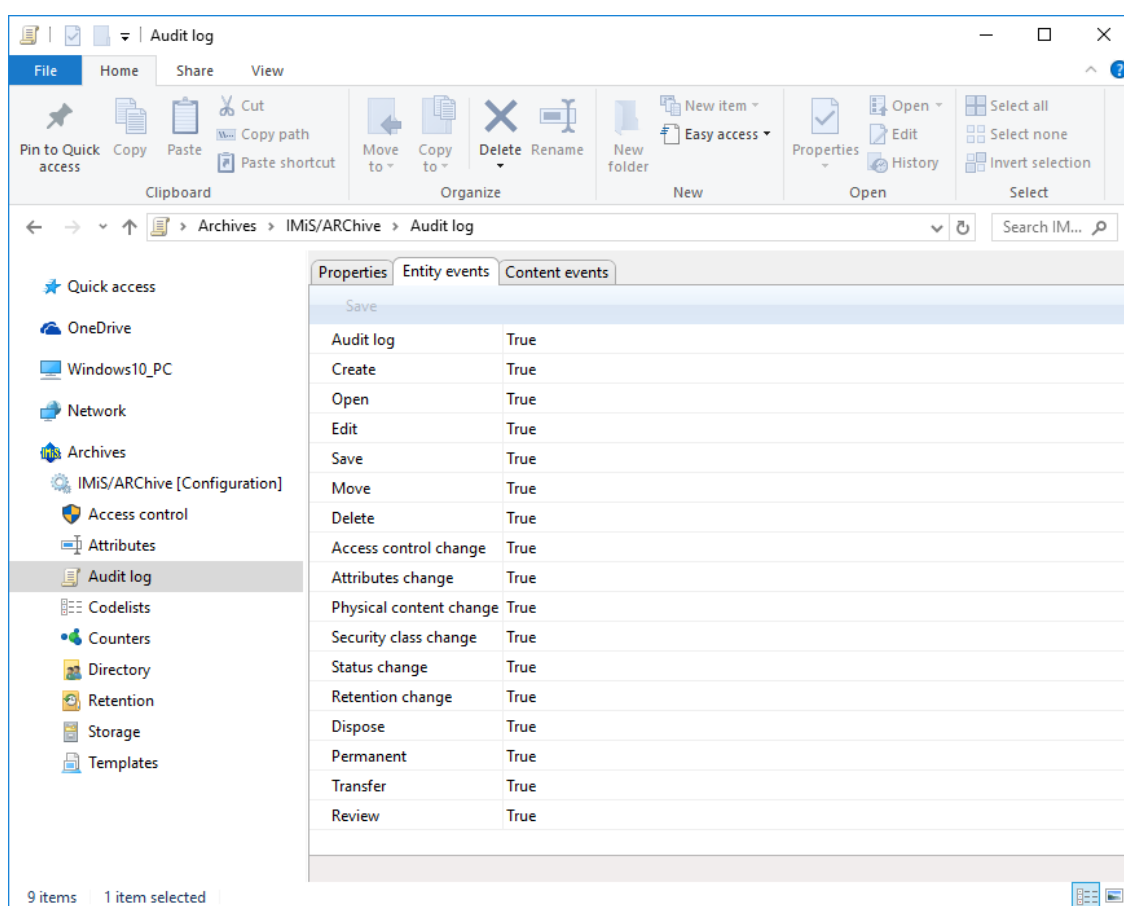 Audit log
File Home Share View
Pin to Quick access
Copy
Paste
Cut
Copy path
Paste shortcut
Clipboard
Move to
Copy to
Delete
Rename
Organize
New folder
New item
Easy access
New
Properties
Open
Edit
History
Open
Select all
Select none
Invert selection
Select
Archives > IMiS/ARChive > Audit log
Search IM...
Quick access
OneDrive
Windows10_PC
Network
Archives
IMiS/ARChive [Configuration]
Access control
Attributes
Audit log
Codelists
Counters
Directory
Retention
Storage
Templates
Properties Entity events Content events
Save
Audit log True
Create True
Open True
Edit True
Save True
Move True
Delete True
Access control change True
Attributes change True
Physical content change True
Security class change True
Status change True
Retention change True
Dispose True
Permanent True
Transfer True
Review True
9 items 1 item selected